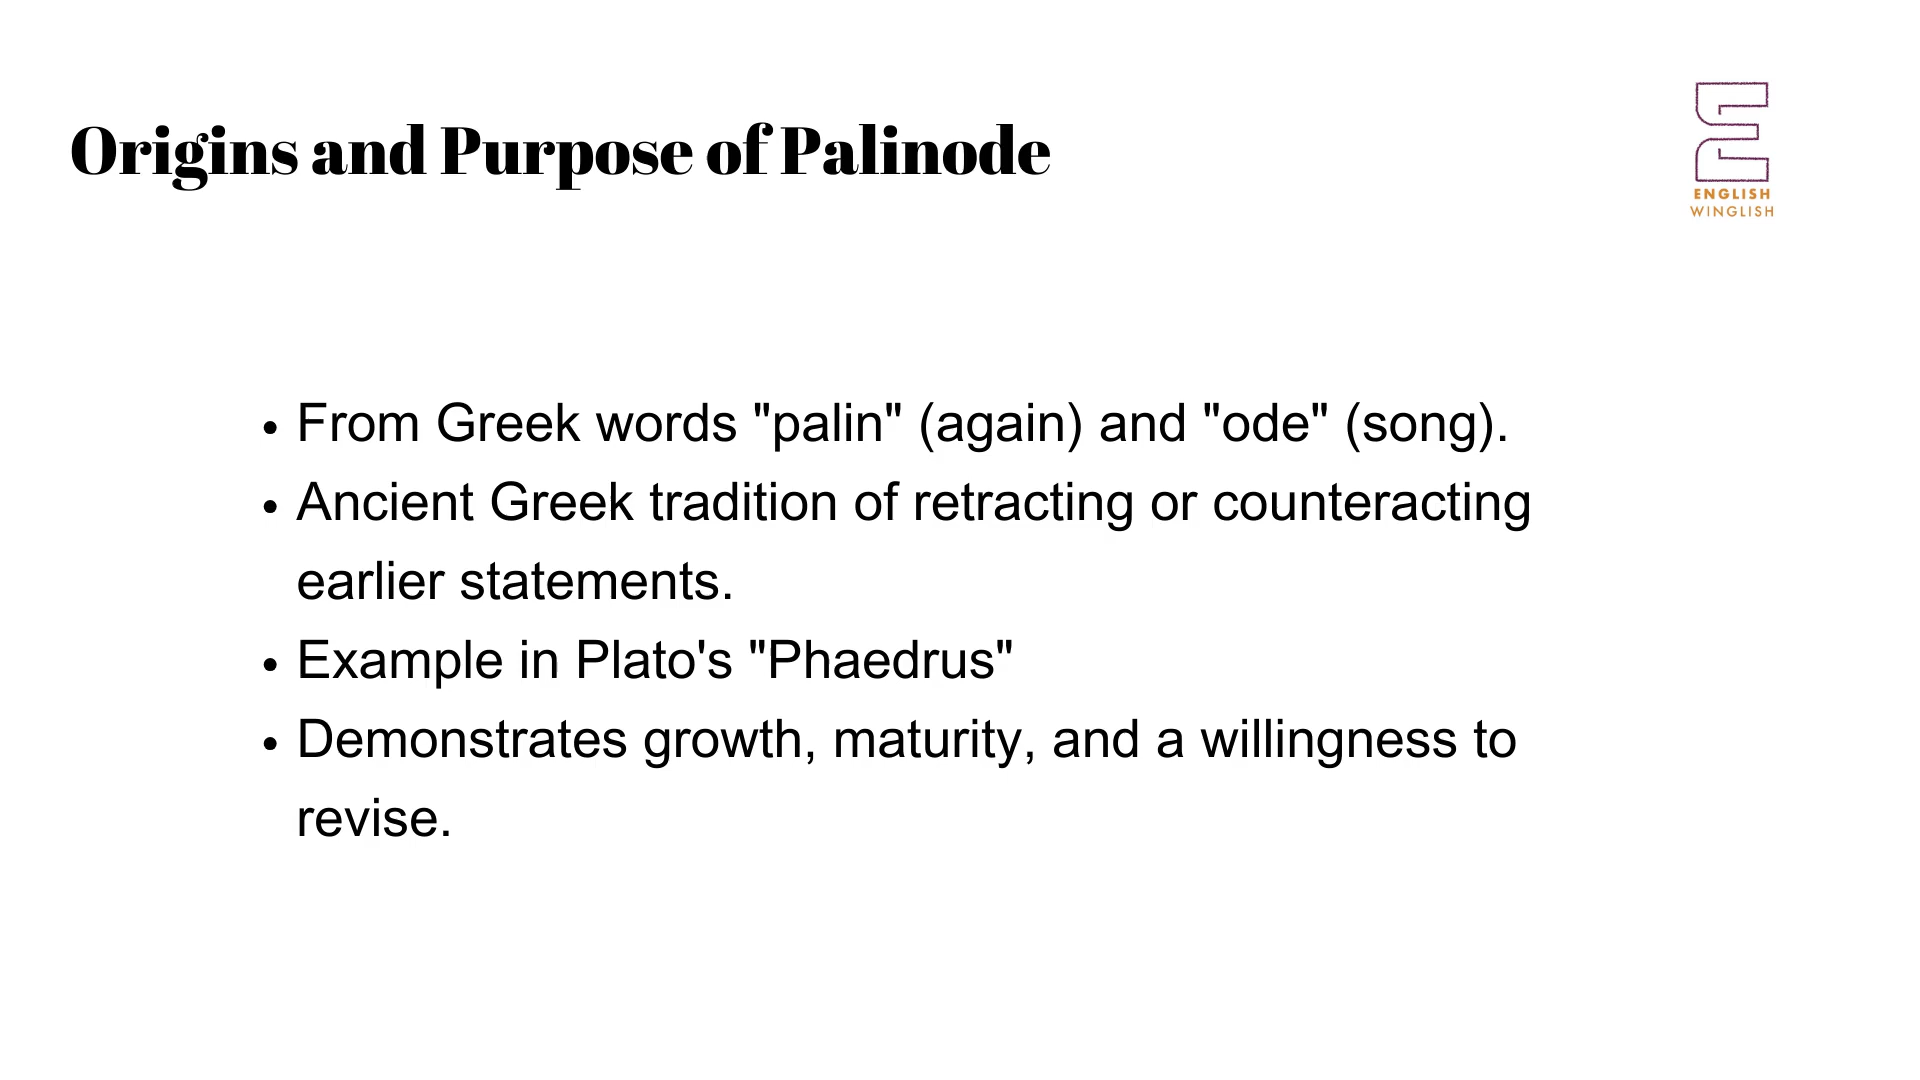 Origins and Purpose of Palinode
ENGLISH
WINGLISH
• From Greek words "palin" (again) and "ode" (song).
• Ancient Greek tradition of retracting or counteracting
earlier statements.
• Example in Plato's "Phaedrus"
• Demonstrates growth, maturity, and a willingness to
revise.